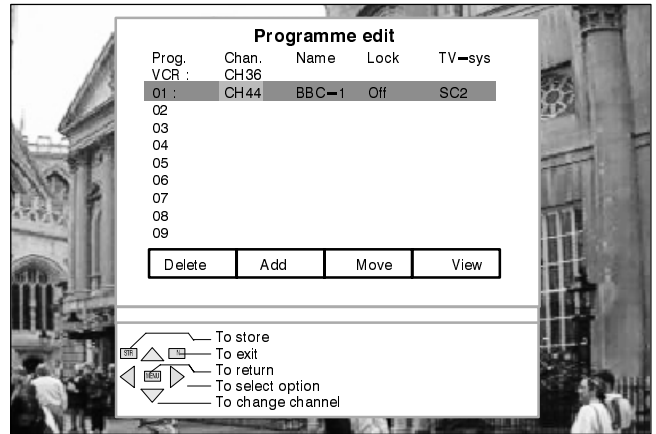 Programme edit
Prog. Chan. Name Lock TV-sys
VCR : CH36
01 : CH44 BBC-1 Off SC2
02
03
04
05
06
07
08
09
Delete Add Move View
To store
STR
To exit
To return
MENU
To select option
To change channel